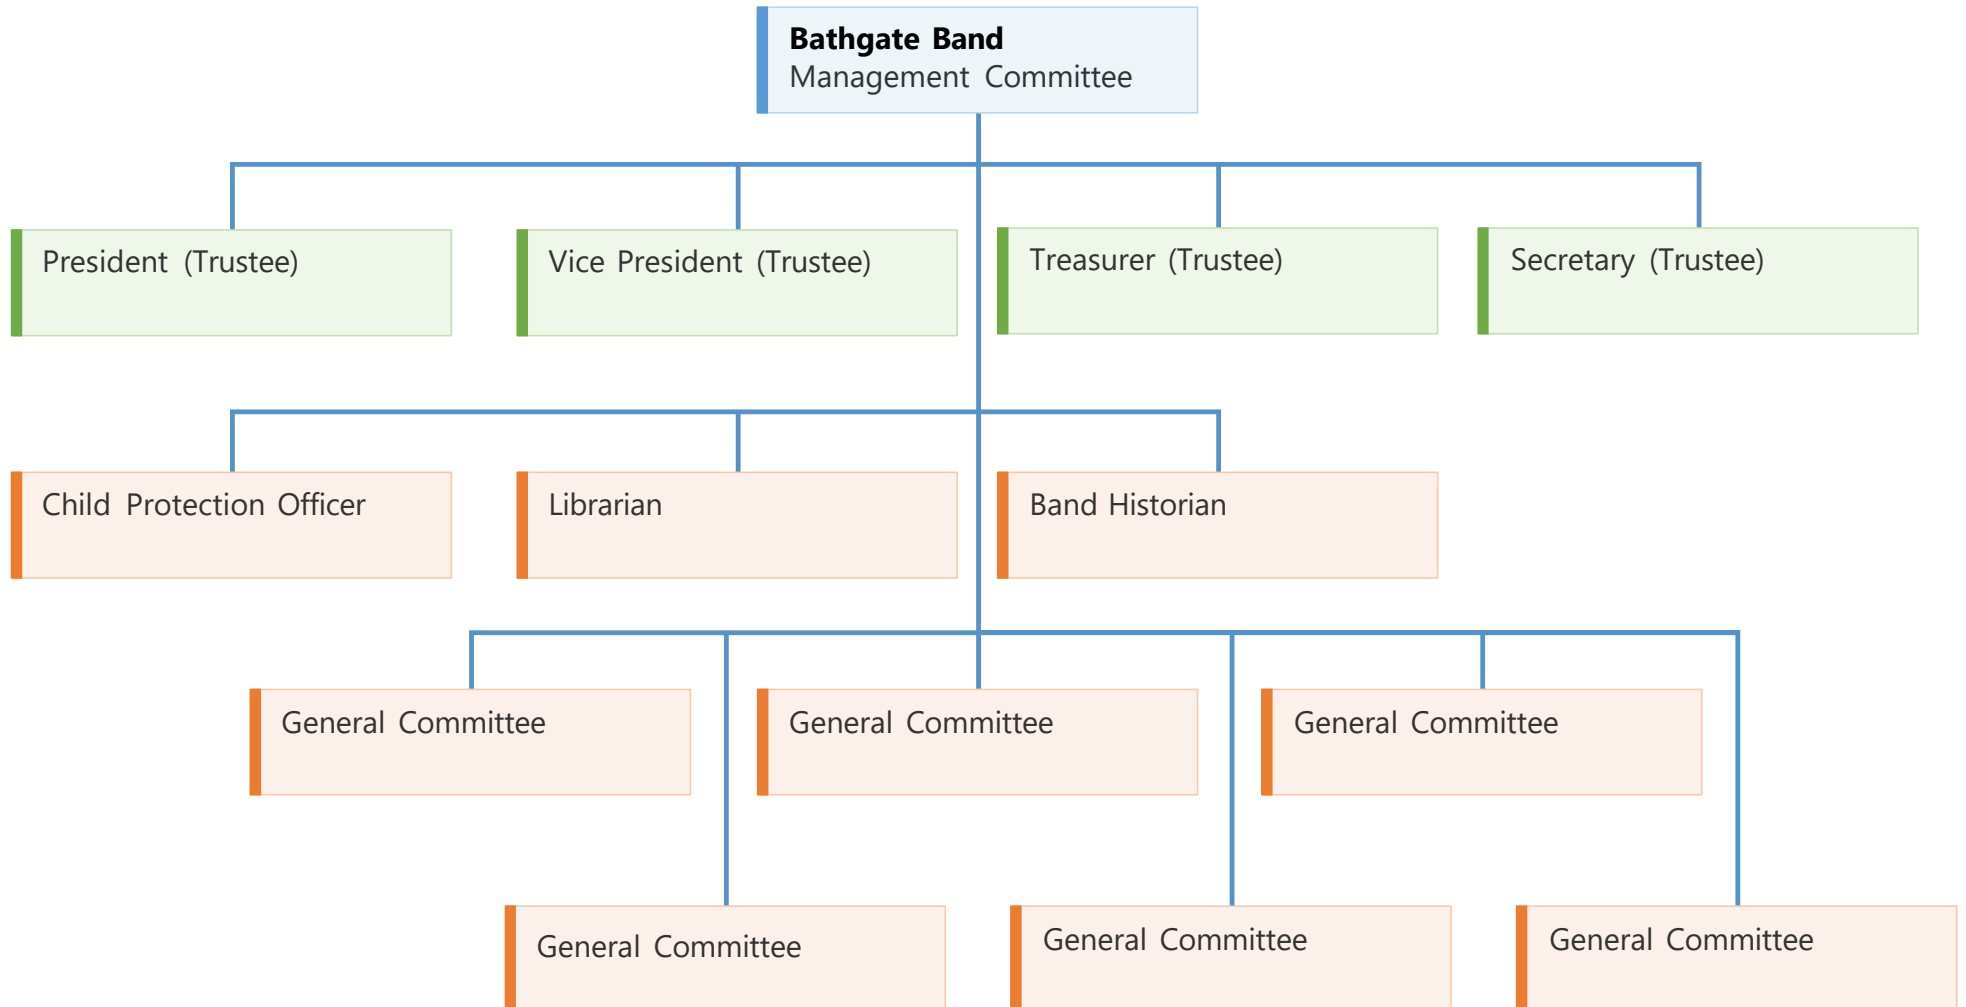 Bathgate Band
Management Committee
President (Trustee)
Vice President (Trustee)
Treasurer (Trustee)
Secretary (Trustee)
Child Protection Officer
Librarian
Band Historian
General Committee
General Committee
General Committee
General Committee
General Committee
General Committee